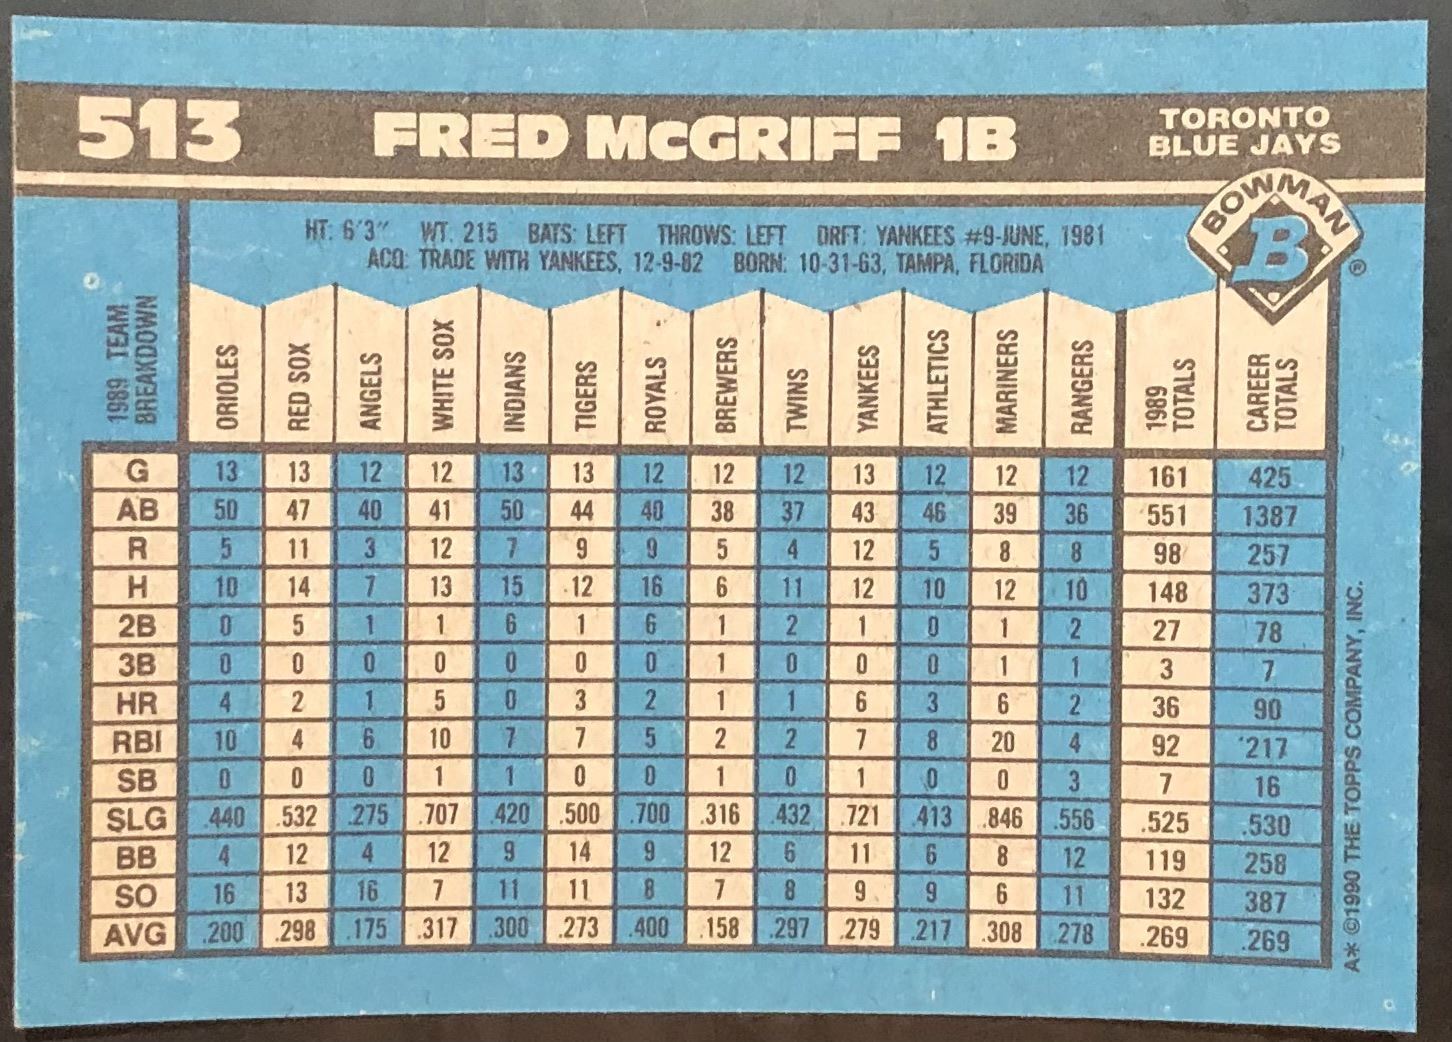 513 FRED McGRIFF 1B TORONTO
BLUE JAYS
BOWMAN
B
®
HT: 6'3" WT: 215 BATS: LEFT THROWS: LEFT DRFT: YANKEES #9-JUNE, 1981
ACQ: TRADE WITH YANKEES, 12-9-82 BORN: 10-31-63, TAMPA, FLORIDA
1989 TEAM
BREAKDOWN
ORIOLES
RED SOX
ANGELS
WHITE SOX
INDIANS
TIGERS
ROYALS
BREWERS
TWINS
YANKEES
ATHLETICS
MARINERS
RANGERS
1989
TOTALS
CAREER
TOTALS
G 13 13 12 12 13 13 12 12 12 13 12 12 12 161 425
AB 50 47 40 41 50 44 40 38 37 43 46 39 36 551 1387
R 5 11 3 12 7 9 9 5 4 12 5 8 8 98 257
H 10 14 7 13 15 12 16 6 11 12 10 12 10 148 373
2B 0 5 1 1 6 1 6 1 2 1 0 1 2 27 78
3B 0 0 0 0 0 0 0 1 0 0 0 1 1 3 7
HR 4 2 1 5 0 3 2 1 1 6 3 6 2 36 90
RBI 10 4 6 10 7 7 5 2 2 7 8 20 4 92 217
SB 0 0 0 1 1 0 0 1 0 1 0 0 3 7 16
SLG .440 .532 .275 .707 .420 .500 .700 .316 .432 .721 .413 .846 .556 .525 .530
BB 4 12 4 12 9 14 9 12 6 11 6 8 12 119 258
SO 16 13 16 7 11 11 8 7 8 9 9 6 11 132 387
AVG .200 .298 .175 .317 .300 .273 .400 .158 .297 .279 .217 .308 .278 .269 .269
A* ©1990 THE TOPPS COMPANY, INC.